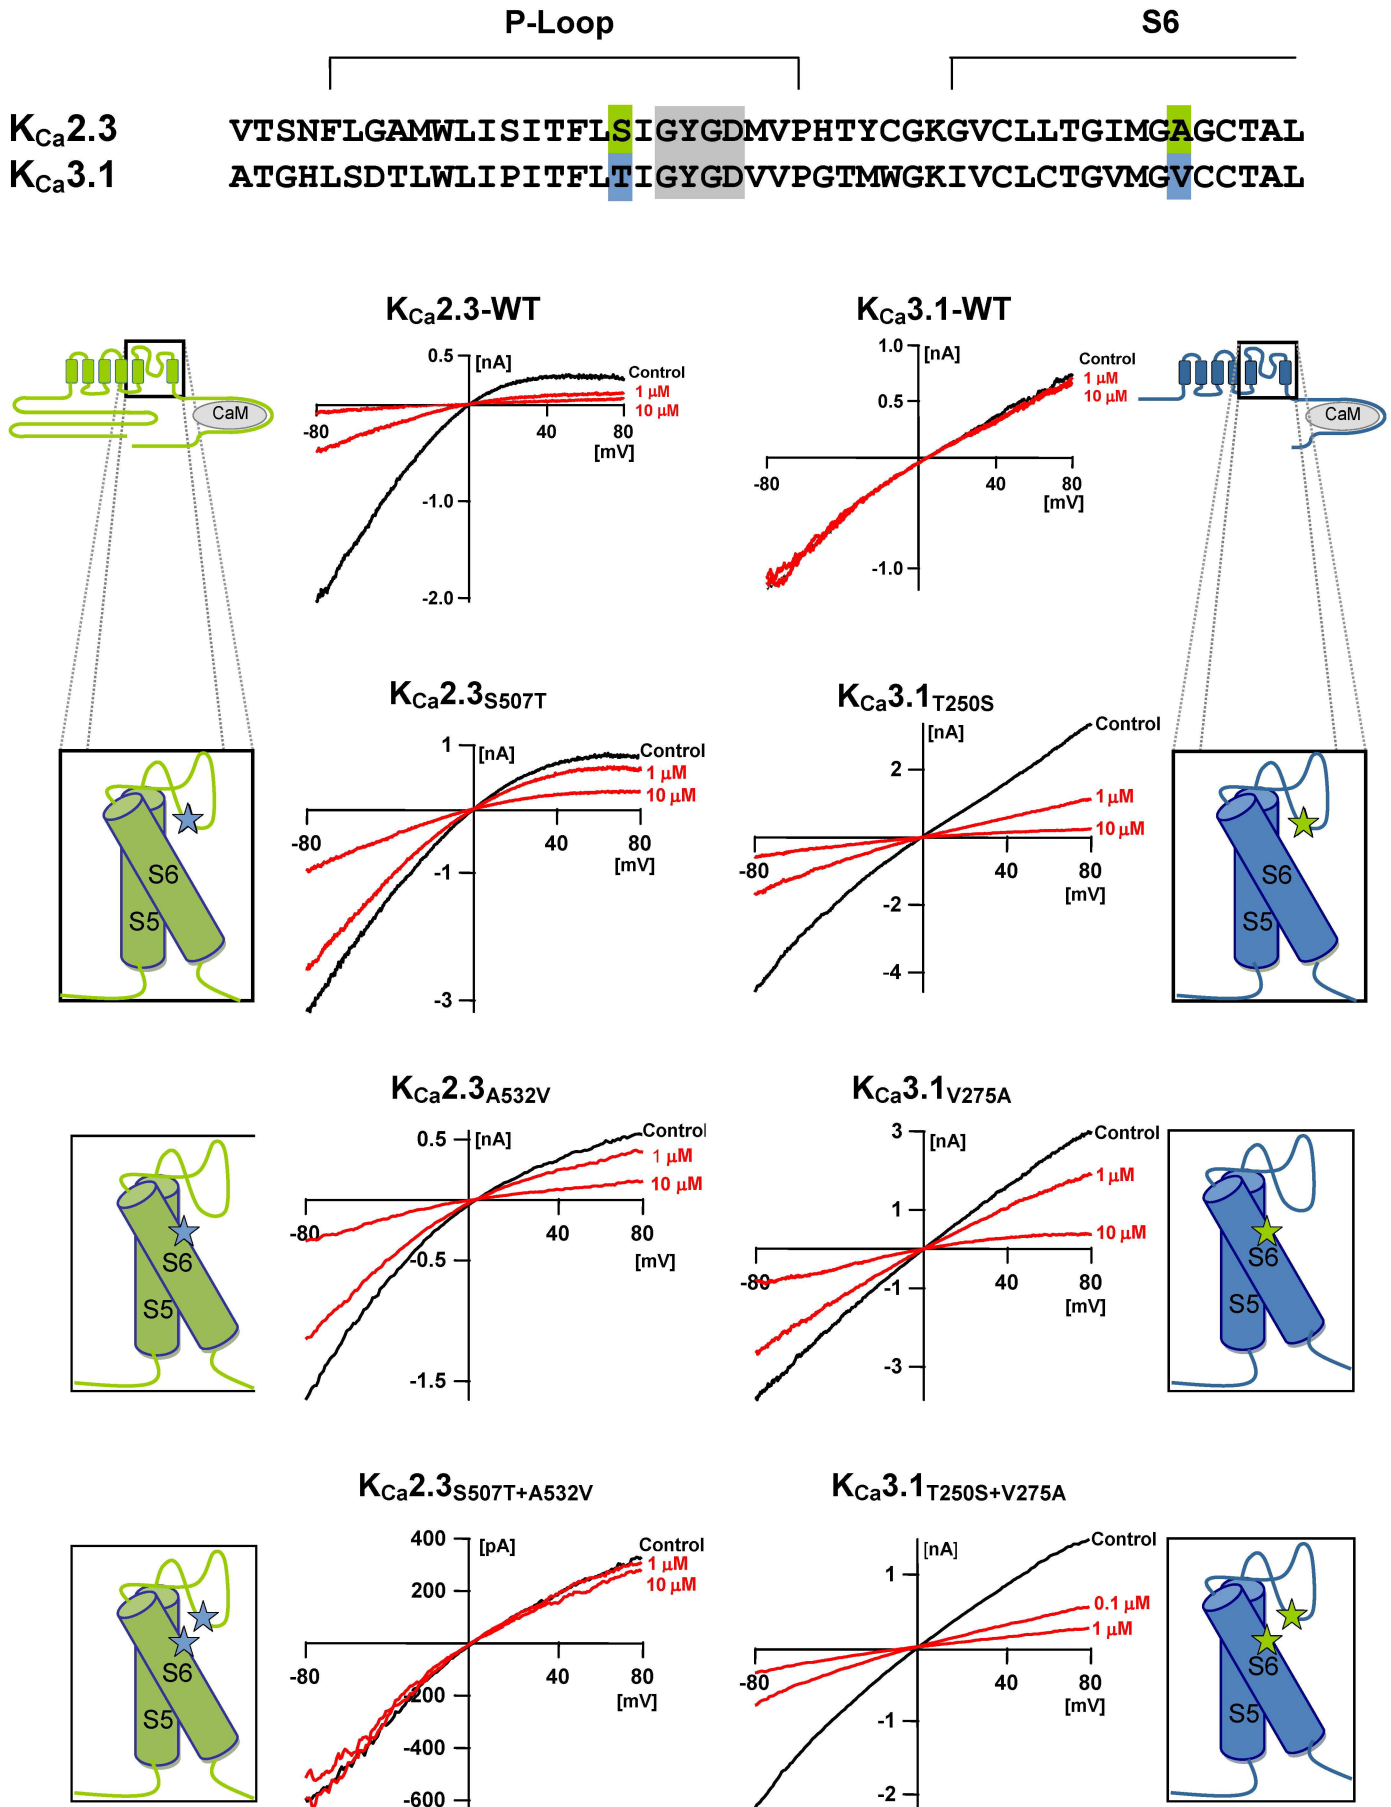 P-Loop S6
KCa2.3 VTSNFLGAMWLISITFLSIGYGDMVPHTYCGKGVCLLTGIMGAGCTAL
KCa3.1 ATGHLSDTLWLIPITFLTIGYGDVVPGTMWGKIVCLCTGVMGVCCTAL
KCa2.3-WT
0.5 [nA]
Control
1 µM
10 µM
-80 40 80
[mV]
-1.0
-2.0
CaM
KCa3.1-WT
1.0 [nA]
Control
1 µM
10 µM
0.5
-80 40 80
[mV]
-1.0
CaM
KCa2.3S507T
1 [nA]
Control
1 µM
10 µM
-80 40 80
[mV]
-1
-3
S6
S5
KCa3.1T250S
[nA]
Control
2
1 µM
10 µM
-80 40 80
[mV]
-2
-4
S6
S5
KCa2.3A532V
0.5 [nA]
Control
1 µM
10 µM
-80 40 80
[mV]
-0.5
-1.5
S6
S5
KCa3.1V275A
3 [nA]
Control
1 µM
1
10 µM
-80 40 80
[mV]
-1
-3
S6
S5
KCa2.3S507T+A532V
400 [pA]
Control
1 µM
10 µM
200
-80 40 80
[mV]
-200
-400
-600
S6
S5
KCa3.1T250S+V275A
[nA]
Control
1
0.1 µM
1 µM
-80 40 80
[mV]
-1
-2
S6
S5